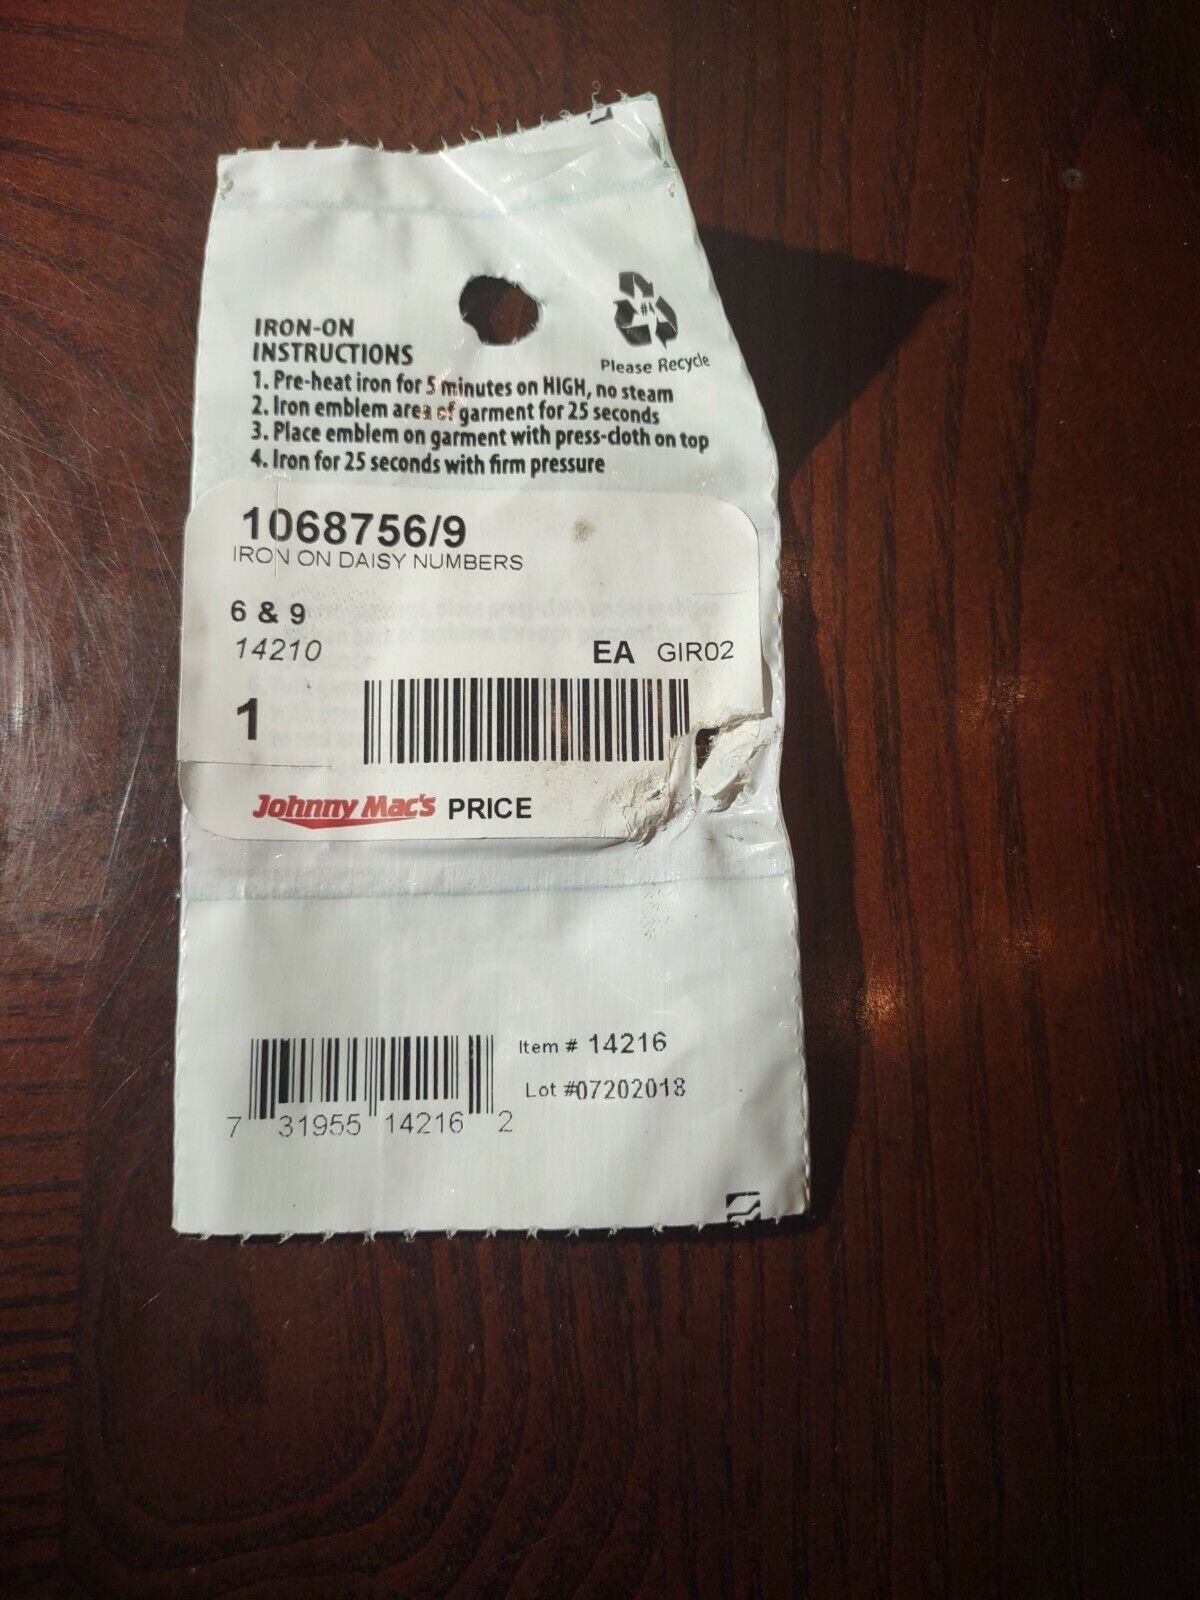 #4
Please Recycle
IRON-ON
INSTRUCTIONS
1. Pre-heat iron for 5 minutes on HIGH, no steam
2. Iron emblem area of garment for 25 seconds
3. Place emblem on garment with press-cloth on top
4. Iron for 25 seconds with firm pressure
1068756/9
IRON ON DAISY NUMBERS
6 & 9
14210
EA GIR02
1
Johnny Mac's PRICE
Item # 14216
Lot #07202018
7 31955 14216 2